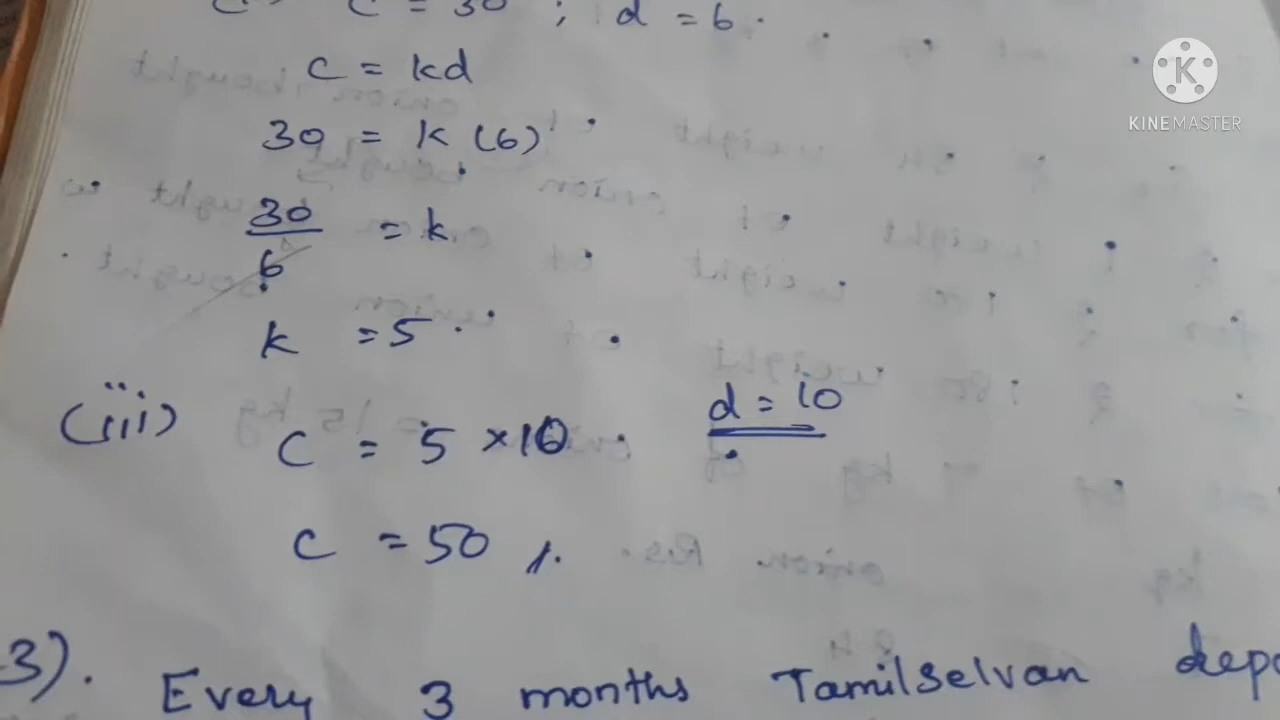 C = 30 ; d = 6.
K
KINEMASTER
C = kd
30 = k (6)
30/6 = k
k = 5.
(iii) C = 5 × 10 d = 10
C = 50
3). Every 3 months Tamilselvan depo